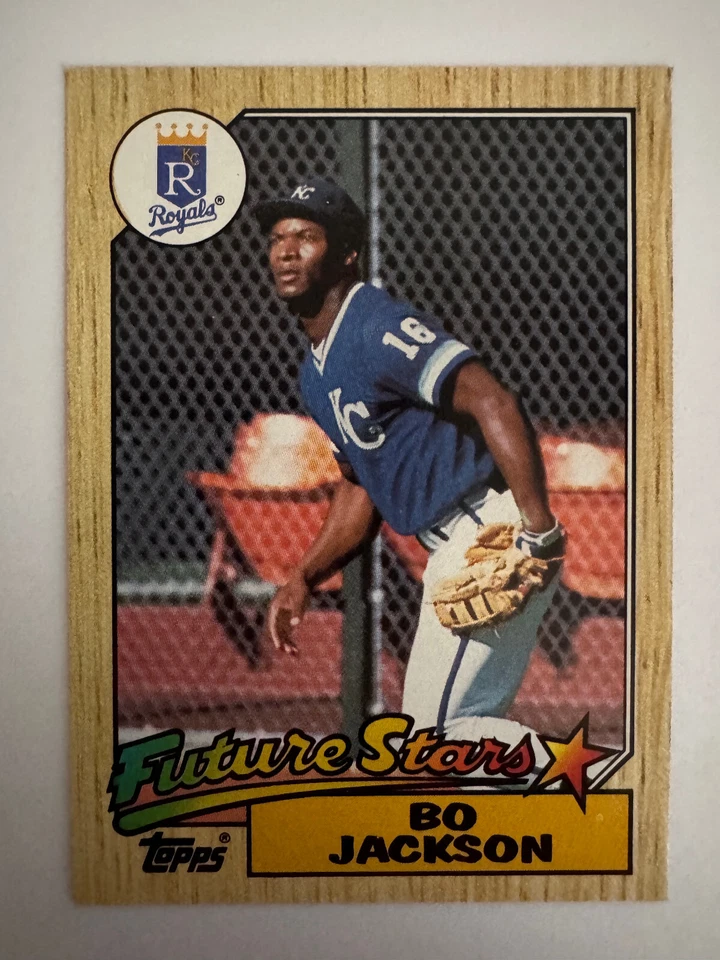 KC
R
Royals®
KC
16
KC
Future Stars
BO
JACKSON
Topps®